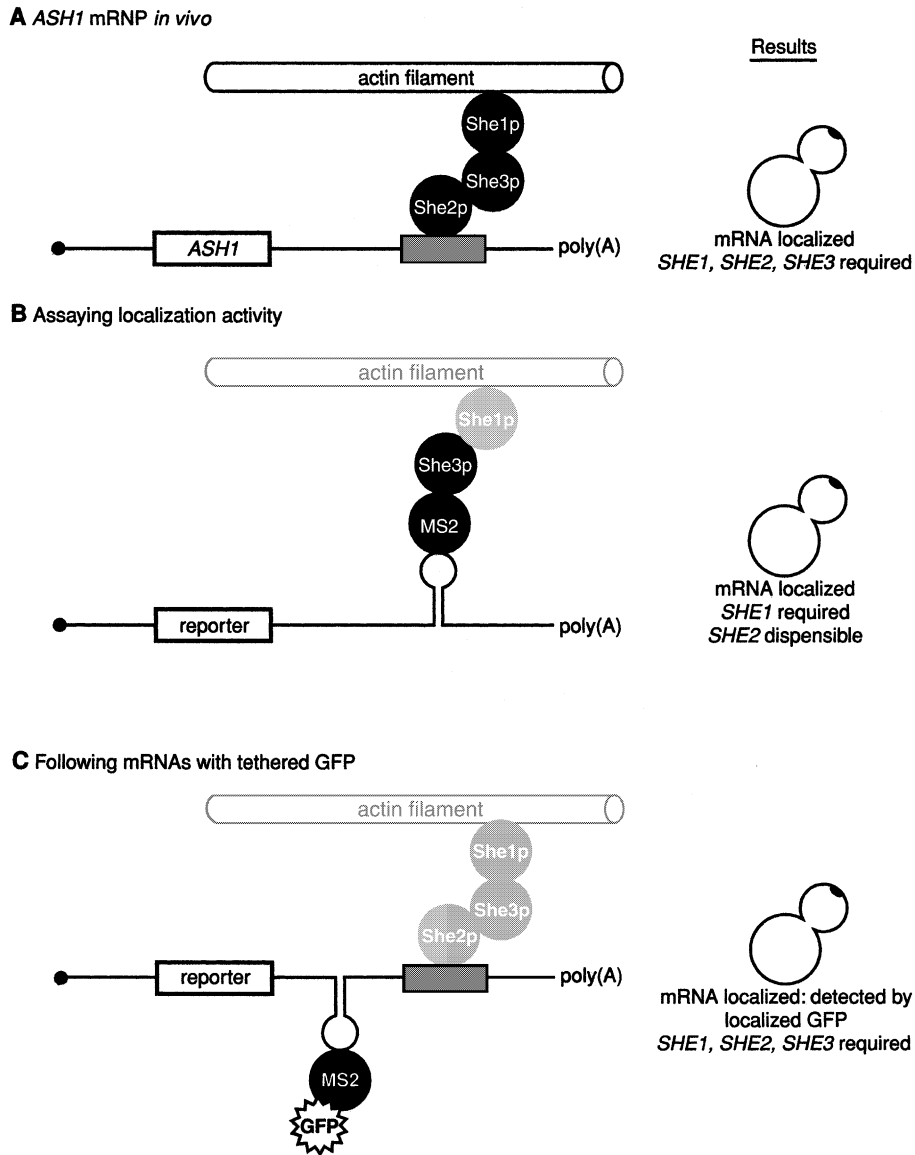 A ASH1 mRNP in vivo
Results
actin filament
She1p
She3p
She2p
ASH1
poly(A)
mRNA localized
SHE1, SHE2, SHE3 required
B Assaying localization activity
actin filament
She1p
She3p
MS2
reporter
poly(A)
mRNA localized
SHE1 required
SHE2 dispensible
C Following mRNAs with tethered GFP
actin filament
She1p
She3p
She2p
reporter
poly(A)
MS2
GFP
mRNA localized: detected by
localized GFP
SHE1, SHE2, SHE3 required